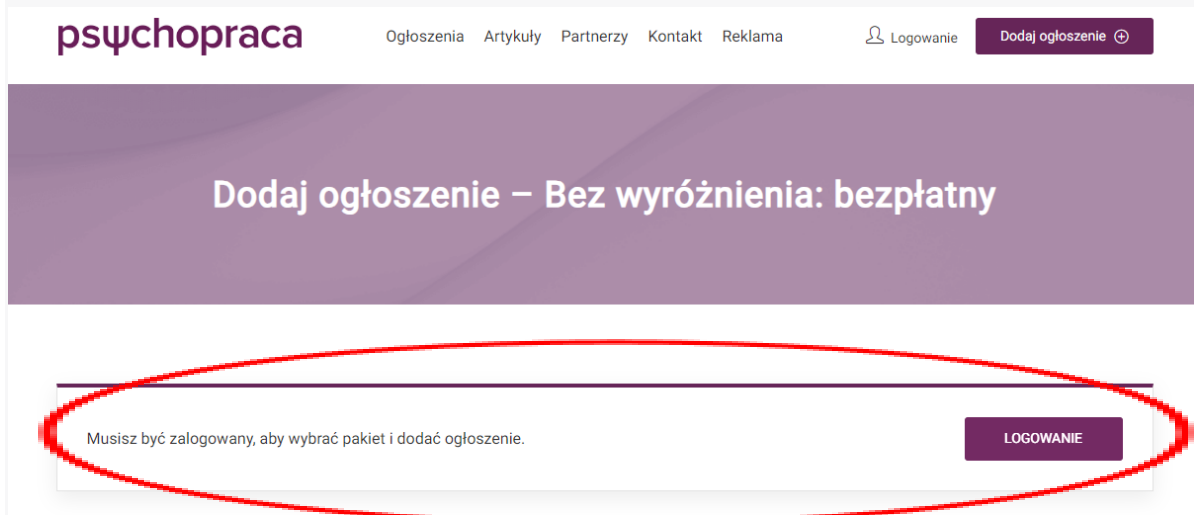 psψchopraca
Ogłoszenia Artykuły Partnerzy Kontakt Reklama Logowanie Dodaj ogłoszenie
Dodaj ogłoszenie – Bez wyróżnienia: bezpłatny
Musisz być zalogowany, aby wybrać pakiet i dodać ogłoszenie. LOGOWANIE